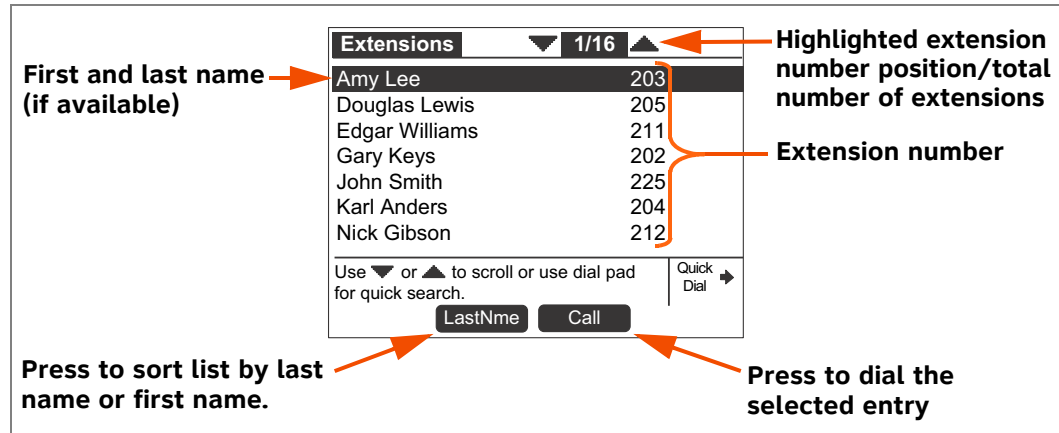 Extensions 1/16
Amy Lee 203
Douglas Lewis 205
Edgar Williams 211
Gary Keys 202
John Smith 225
Karl Anders 204
Nick Gibson 212
Use or to scroll or use dial pad
for quick search.
Quick
Dial
LastNme Call
First and last name
(if available)
Highlighted extension
number position/total
number of extensions
Extension number
Press to sort list by last
name or first name.
Press to dial the
selected entry